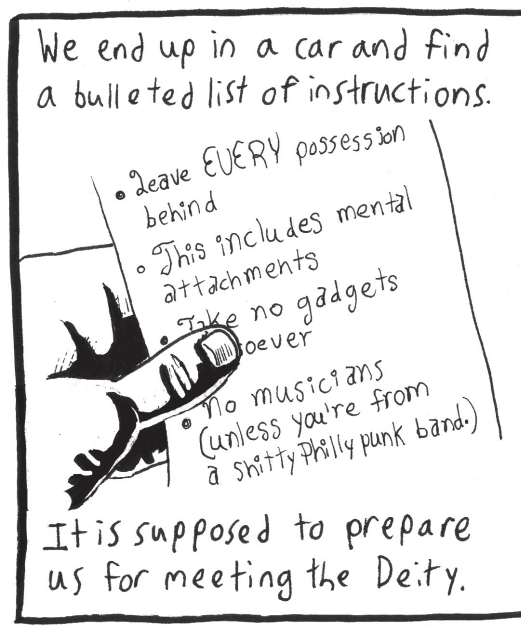 We end up in a car and find
a bulleted list of instructions.
Leave EVERY possession
behind
This includes mental
attachments
Take no gadgets
soever
No musicians
(unless you're from
a shitty Philly punk band.)
It is supposed to prepare
us for meeting the Deity.